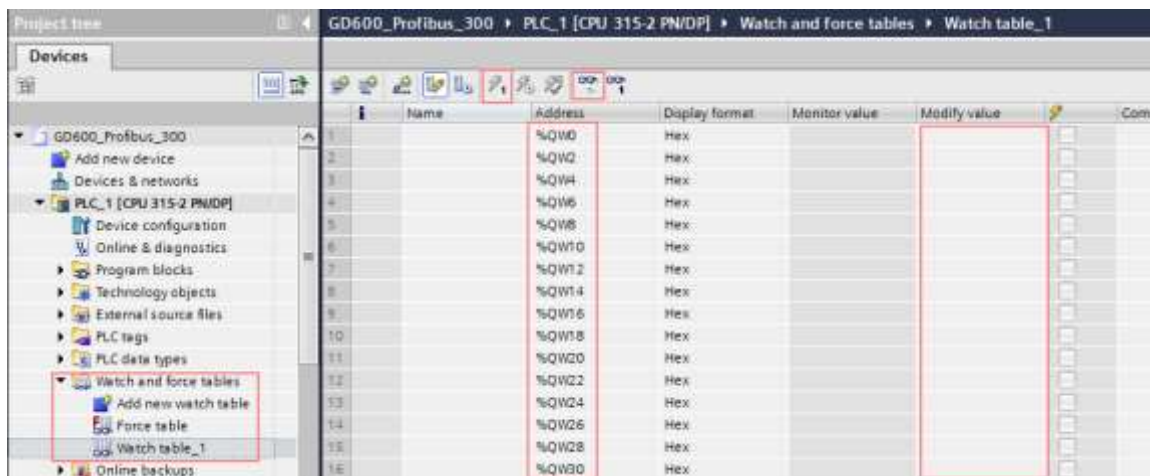 Project tree
GD600_Profibus_300 ▸ PLC_1 [CPU 315-2 PN/DP] ▸ Watch and force tables ▸ Watch table_1
Devices
i Name Address Display format Monitor value Modify value Com
GD600_Profibus_300
Add new device
Devices & networks
PLC_1 [CPU 315-2 PN/DP]
Device configuration
Online & diagnostics
Program blocks
Technology objects
External source files
PLC tags
PLC data types
Watch and force tables
Add new watch table
Force table
Watch table_1
Online backups
1 %QW0 Hex
2 %QW2 Hex
3 %QW4 Hex
4 %QW6 Hex
5 %QW8 Hex
6 %QW10 Hex
7 %QW12 Hex
8 %QW14 Hex
9 %QW16 Hex
10 %QW18 Hex
11 %QW20 Hex
12 %QW22 Hex
13 %QW24 Hex
14 %QW26 Hex
15 %QW28 Hex
16 %QW30 Hex